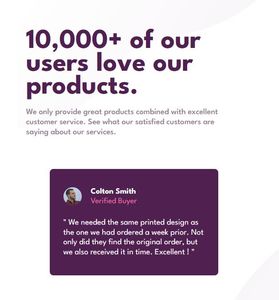 10,000+ of our
users love our
products.
We only provide great products combined with excellent
customer service. See what our satisfied customers are
saying about our services.
Colton Smith
Verified Buyer
" We needed the same printed design as
the one we had ordered a week prior. Not
only did they find the original order, but
we also received it in time. Excellent ! "